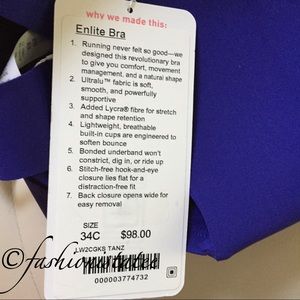 why we made this:
Enlite Bra
1. Running never felt so good—we
designed this revolutionary bra
to give you comfort, movement
management, and a natural shape
2. Ultralu™ fabric is soft,
smooth, and powerfully
supportive
3. Added Lycra® fibre for stretch
and shape retention
4. Lightweight, breathable
built-in cups are engineered to
soften bounce
5. Bonded underband won't
constrict, dig in, or ride up
6. Stitch-free hook-and-eye
closure lies flat for a
distraction-free fit
7. Back closure opens wide for
easy removal
SIZE
34C $98.00
LW2CGKS TANZ
000003774732